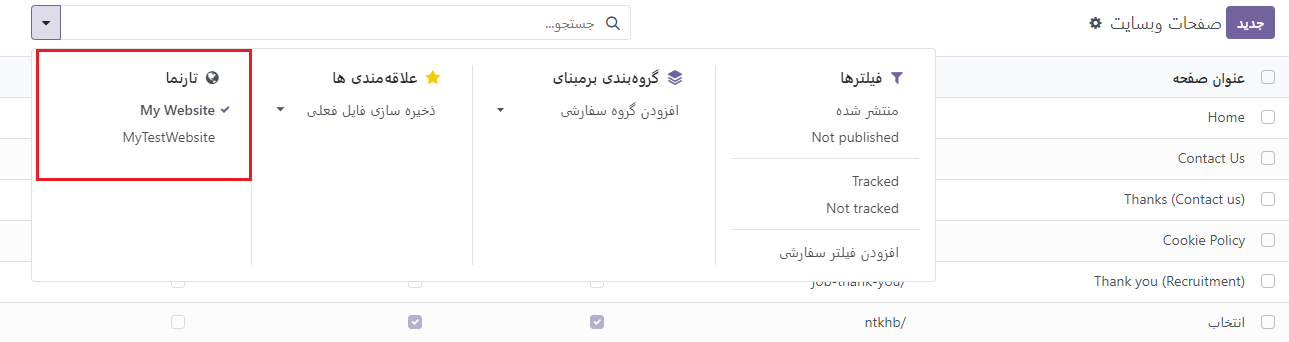 جدید صفحات وبسایت
جستجو...
عنوان صفحه
فیلترها
منتشر شده
Not published
Tracked
Not tracked
افزودن فیلتر سفارشی
گروه‌بندی برمبنای
افزودن گروه سفارشی
علاقه‌مندی ها
ذخیره سازی فایل فعلی
تارنما
My Website
MyTestWebsite
Home
Contact Us
Thanks (Contact us)
Cookie Policy
Thank you (Recruitment)
job-thank-you/
انتخاب
ntkhb/